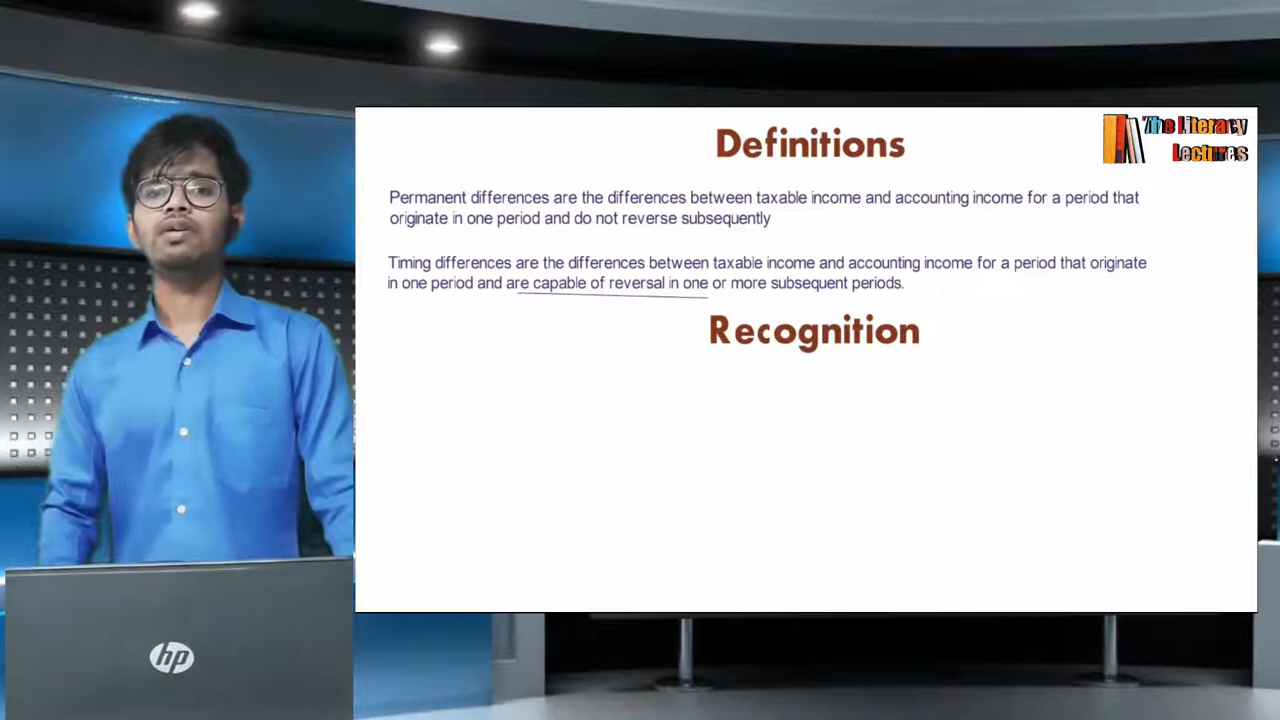 Definitions
The Literacy
Lectures
Permanent differences are the differences between taxable income and accounting income for a period that
originate in one period and do not reverse subsequently
Timing differences are the differences between taxable income and accounting income for a period that originate
in one period and are capable of reversal in one or more subsequent periods.
Recognition
hp